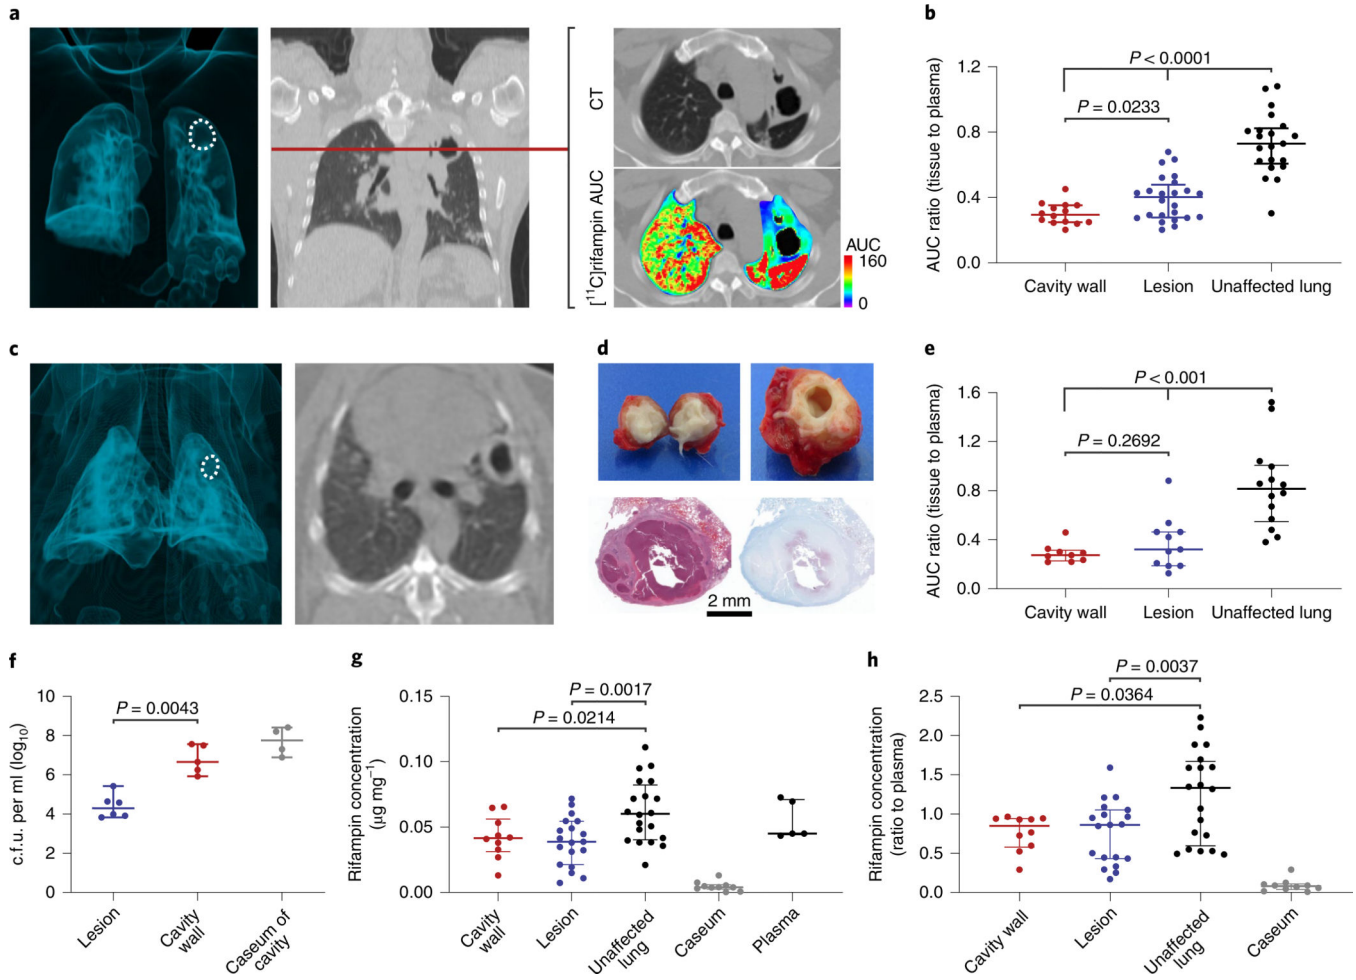 a
CT
[¹¹C]rifampin AUC
AUC
160
0
b
AUC ratio (tissue to plasma)
1.2
0.8
0.4
0.0
P < 0.0001
P = 0.0233
Cavity wall
Lesion
Unaffected lung
c
d
2 mm
e
AUC ratio (tissue to plasma)
1.6
1.2
0.8
0.4
0.0
P < 0.001
P = 0.2692
Cavity wall
Lesion
Unaffected lung
f
c.f.u. per ml (log₁₀)
10
8
6
4
2
0
P = 0.0043
Lesion
Cavity
wall
Caseum of
cavity
g
Rifampin concentration
(µg mg⁻¹)
0.15
0.10
0.05
0.00
P = 0.0017
P = 0.0214
Cavity
wall
Lesion
Unaffected
lung
Caseum
Plasma
h
Rifampin concentration
(ratio to plasma)
2.5
2.0
1.5
1.0
0.5
0.0
P = 0.0037
P = 0.0364
Cavity wall
Lesion
Unaffected
lung
Caseum